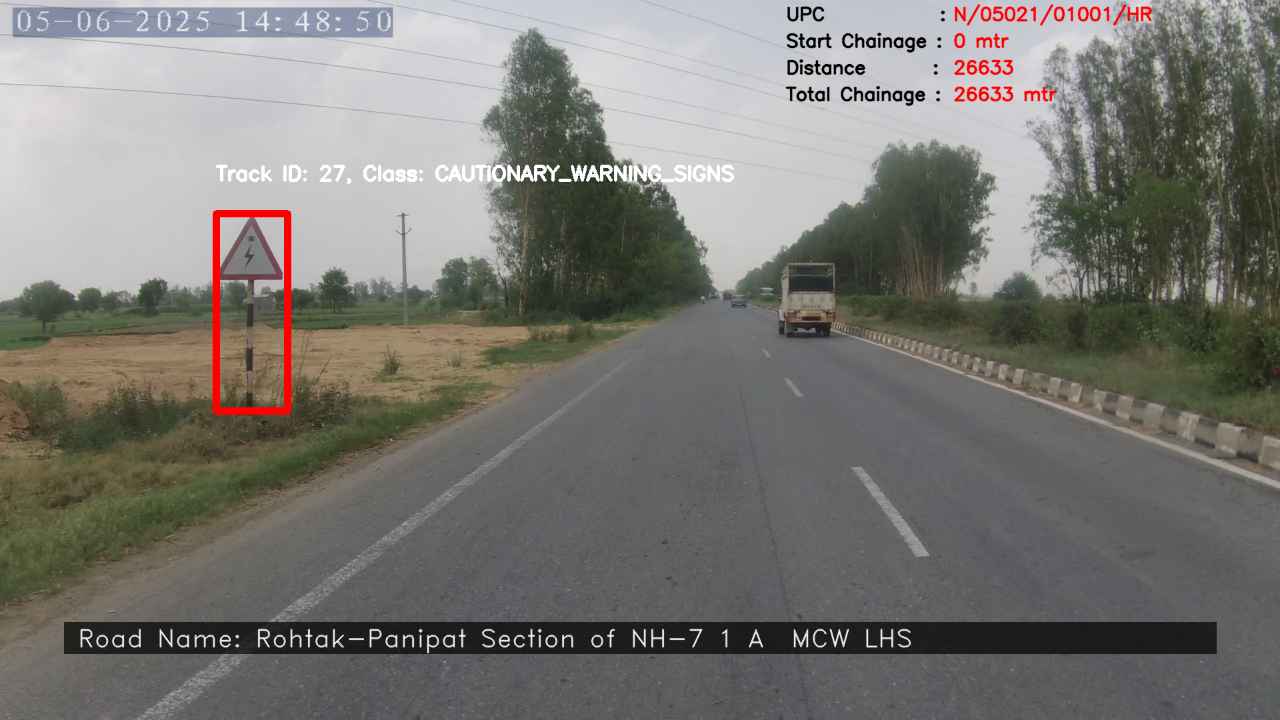 05-06-2025 14:48:50
UPC : N/05021/01001/HR
Start Chainage : 0 mtr
Distance : 26633
Total Chainage : 26633 mtr
Track ID: 27, Class: CAUTIONARY_WARNING_SIGNS
Road Name: Rohtak-Panipat Section of NH-7 1 A MCW LHS